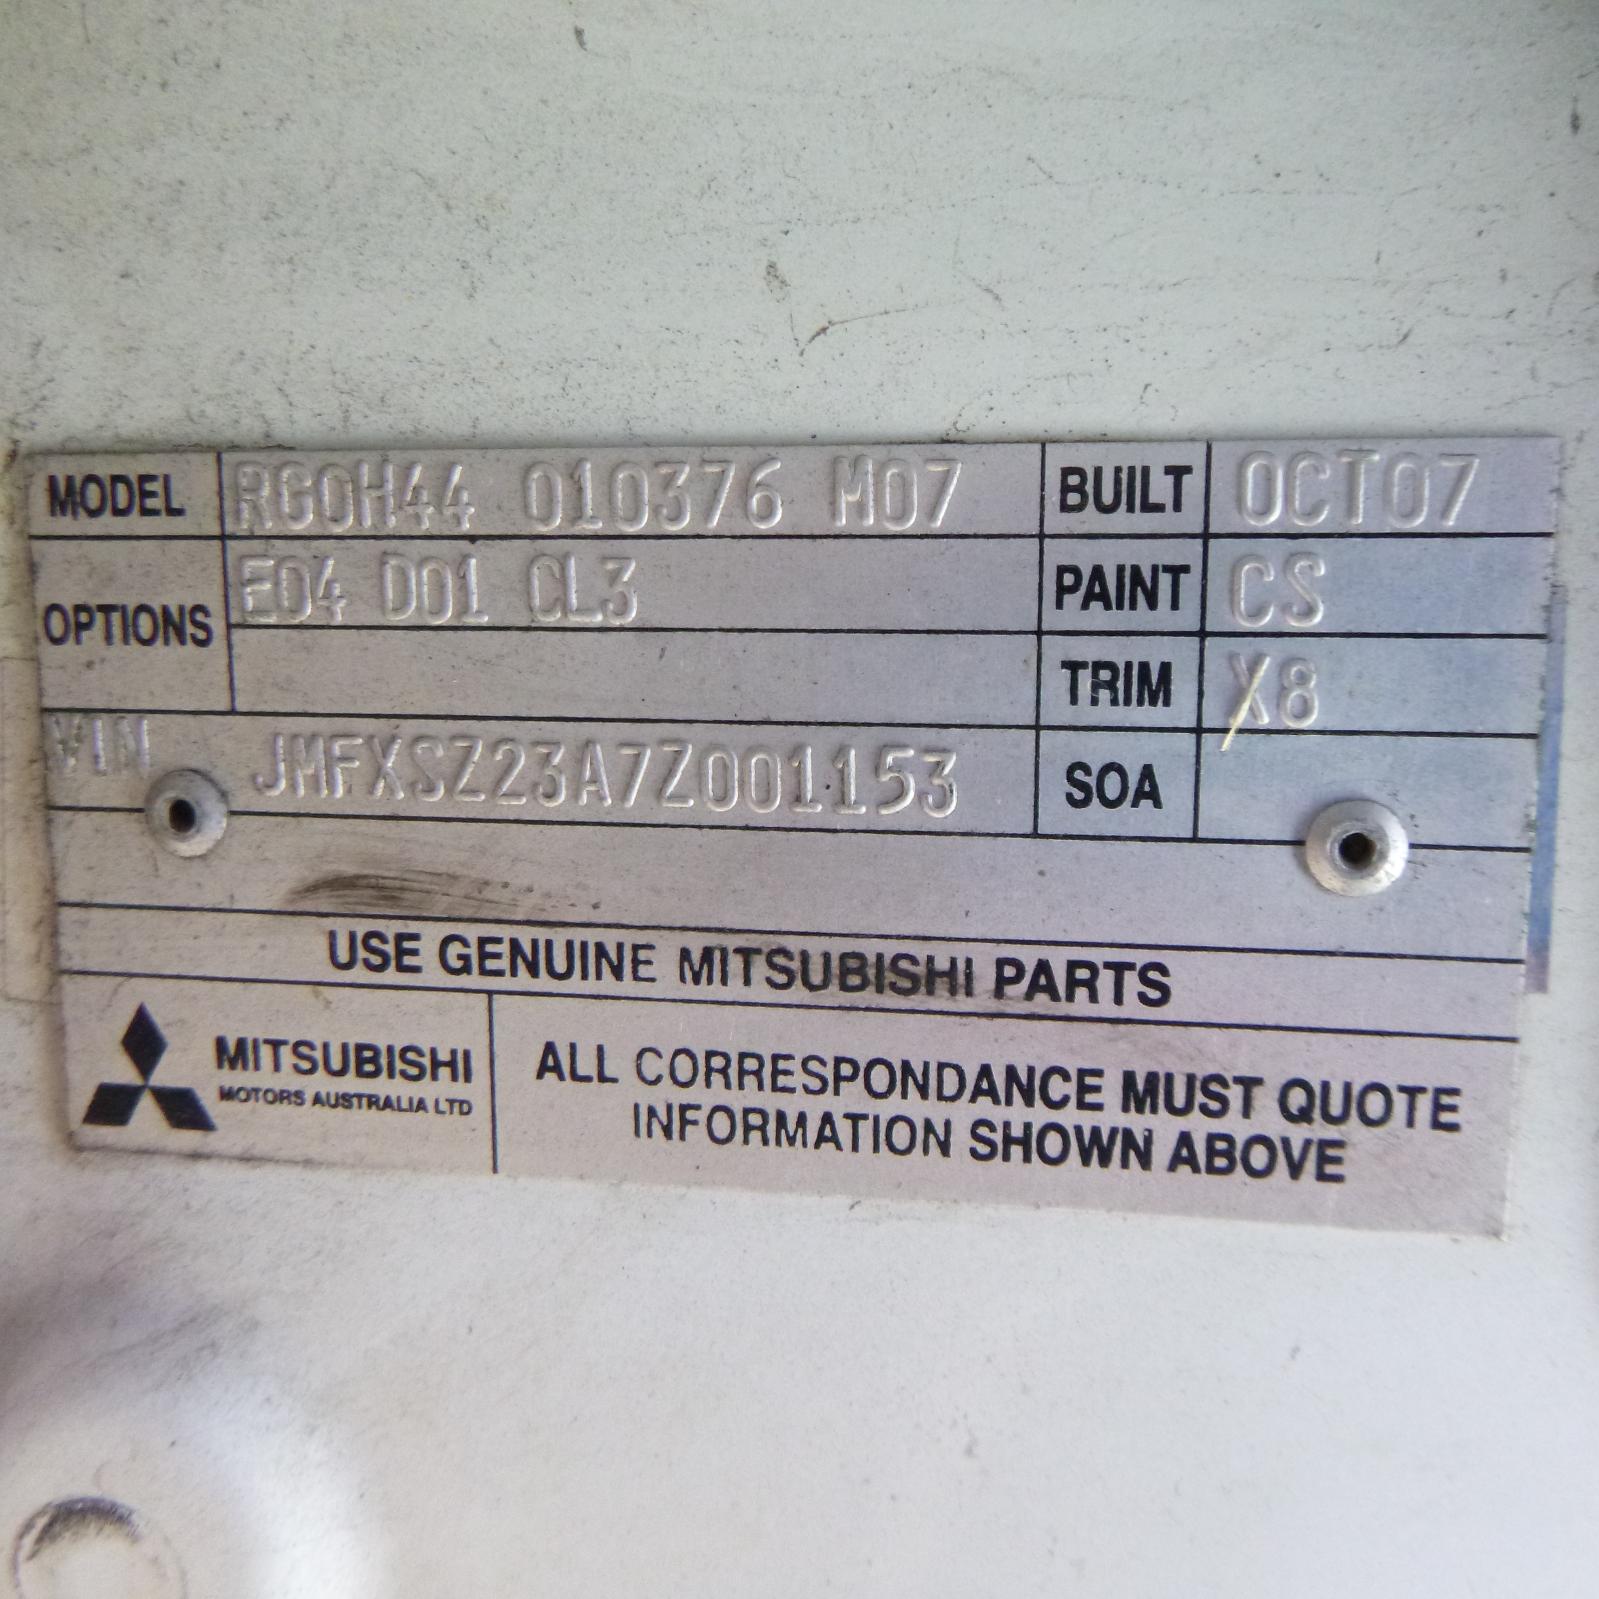 MODEL RG0H44 010376 M07 BUILT OCT07
OPTIONS E04 D01 CL3 PAINT CS
TRIM X8
VIN JMFXSZ23A7Z001153 SOA
USE GENUINE MITSUBISHI PARTS
MITSUBISHI
MOTORS AUSTRALIA LTD
ALL CORRESPONDANCE MUST QUOTE
INFORMATION SHOWN ABOVE